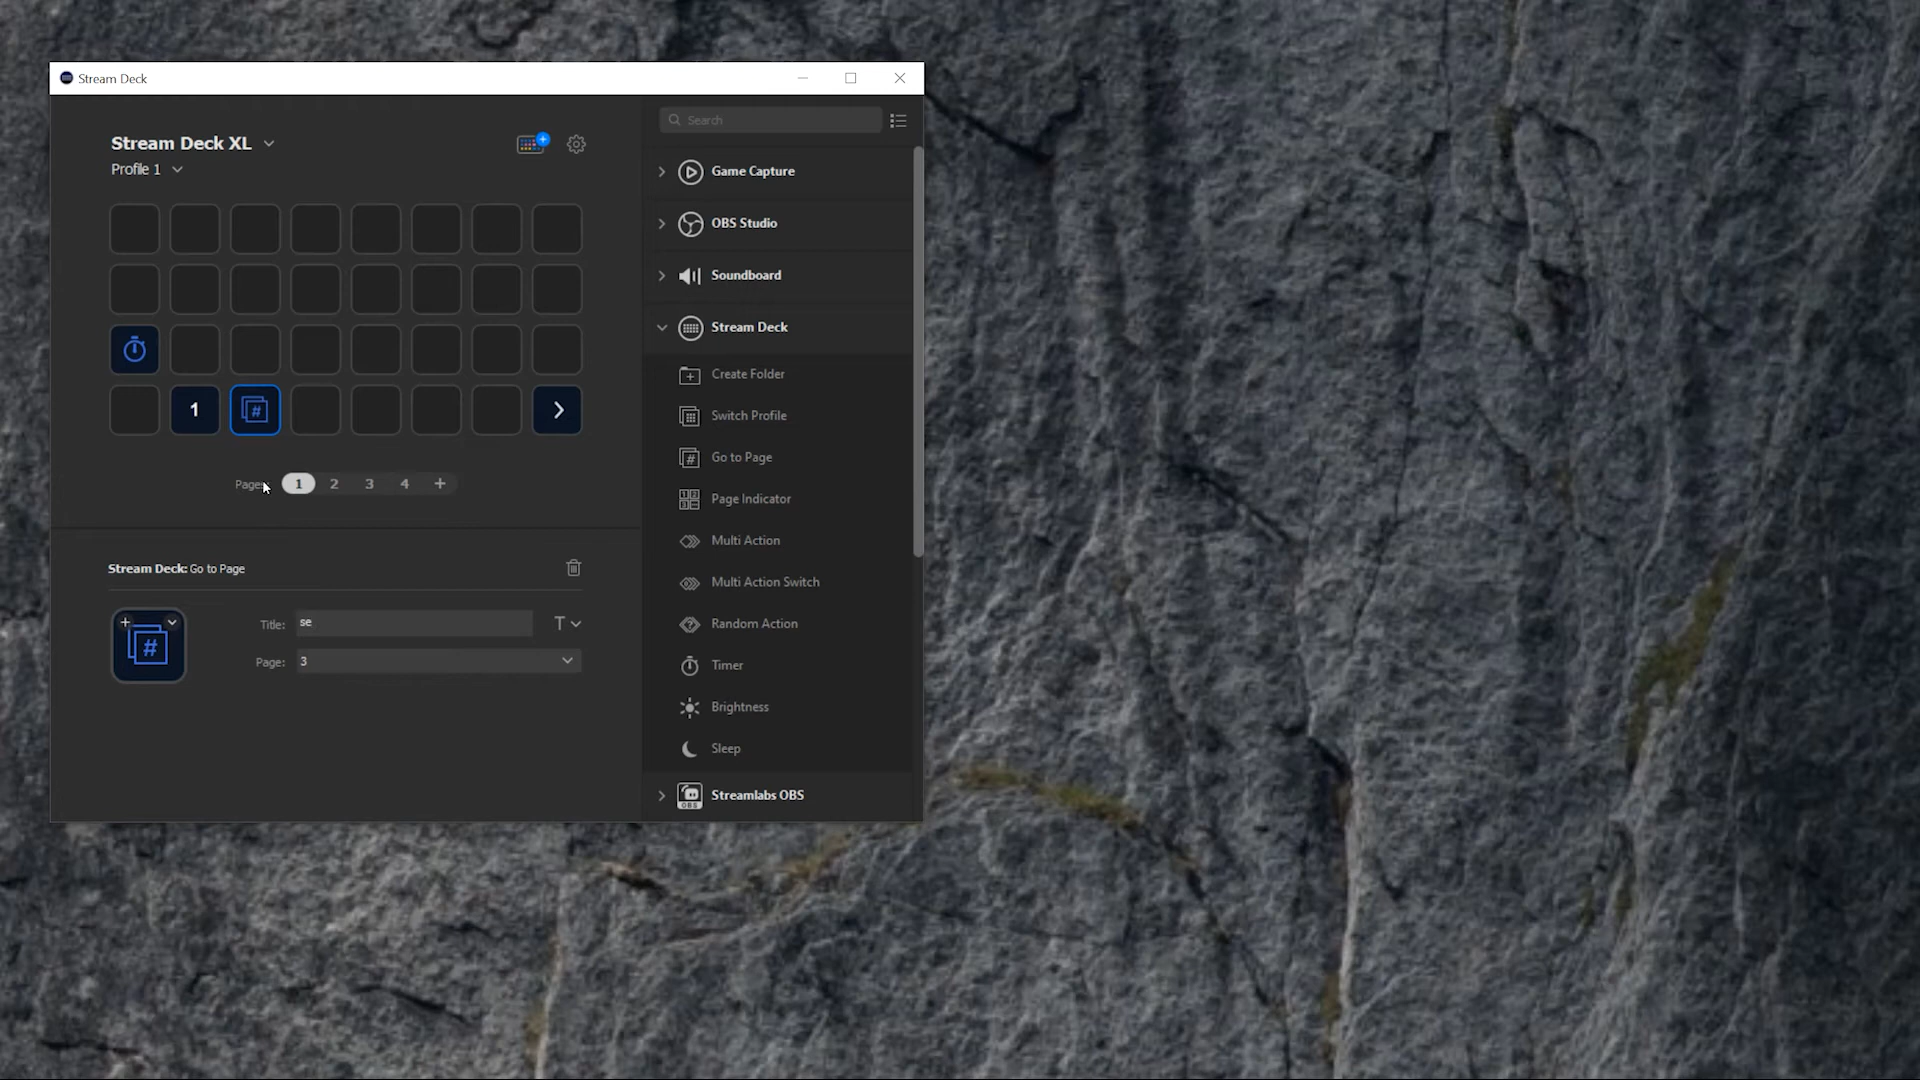 Stream Deck
Stream Deck XL
Profile 1
1
#
Pages:
1 2 3 4 +
Stream Deck: Go to Page
#
Title: se
T
Page: 3
Search
Game Capture
OBS Studio
Soundboard
Stream Deck
Create Folder
Switch Profile
Go to Page
Page Indicator
Multi Action
Multi Action Switch
Random Action
Timer
Brightness
Sleep
Streamlabs OBS